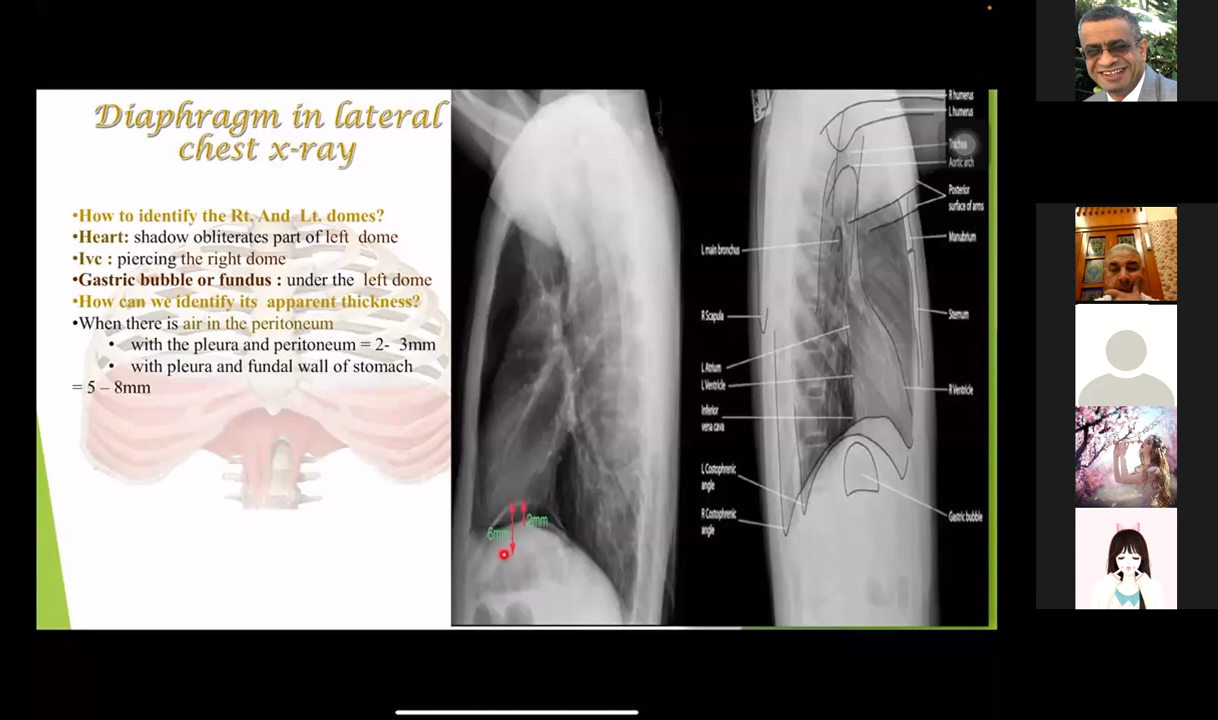 Diaphragm in lateral
chest x-ray
•How to identify the Rt. And Lt. domes?
•Heart: shadow obliterates part of left dome
•Ivc : piercing the right dome
•Gastric bubble or fundus : under the left dome
•How can we identify its apparent thickness?
•When there is air in the peritoneum
• with the pleura and peritoneum = 2- 3mm
• with pleura and fundal wall of stomach
= 5 – 8mm
2mm
6mm
L main bronchus
R Scapula
L Atrium
L Ventricle
Inferior
vena cava
L Costophrenic
angle
R Costophrenic
angle
R humerus
L humerus
Trachea
Aortic arch
Posterior
surface of arms
Manubrium
Sternum
R Ventricle
Gastric bubble